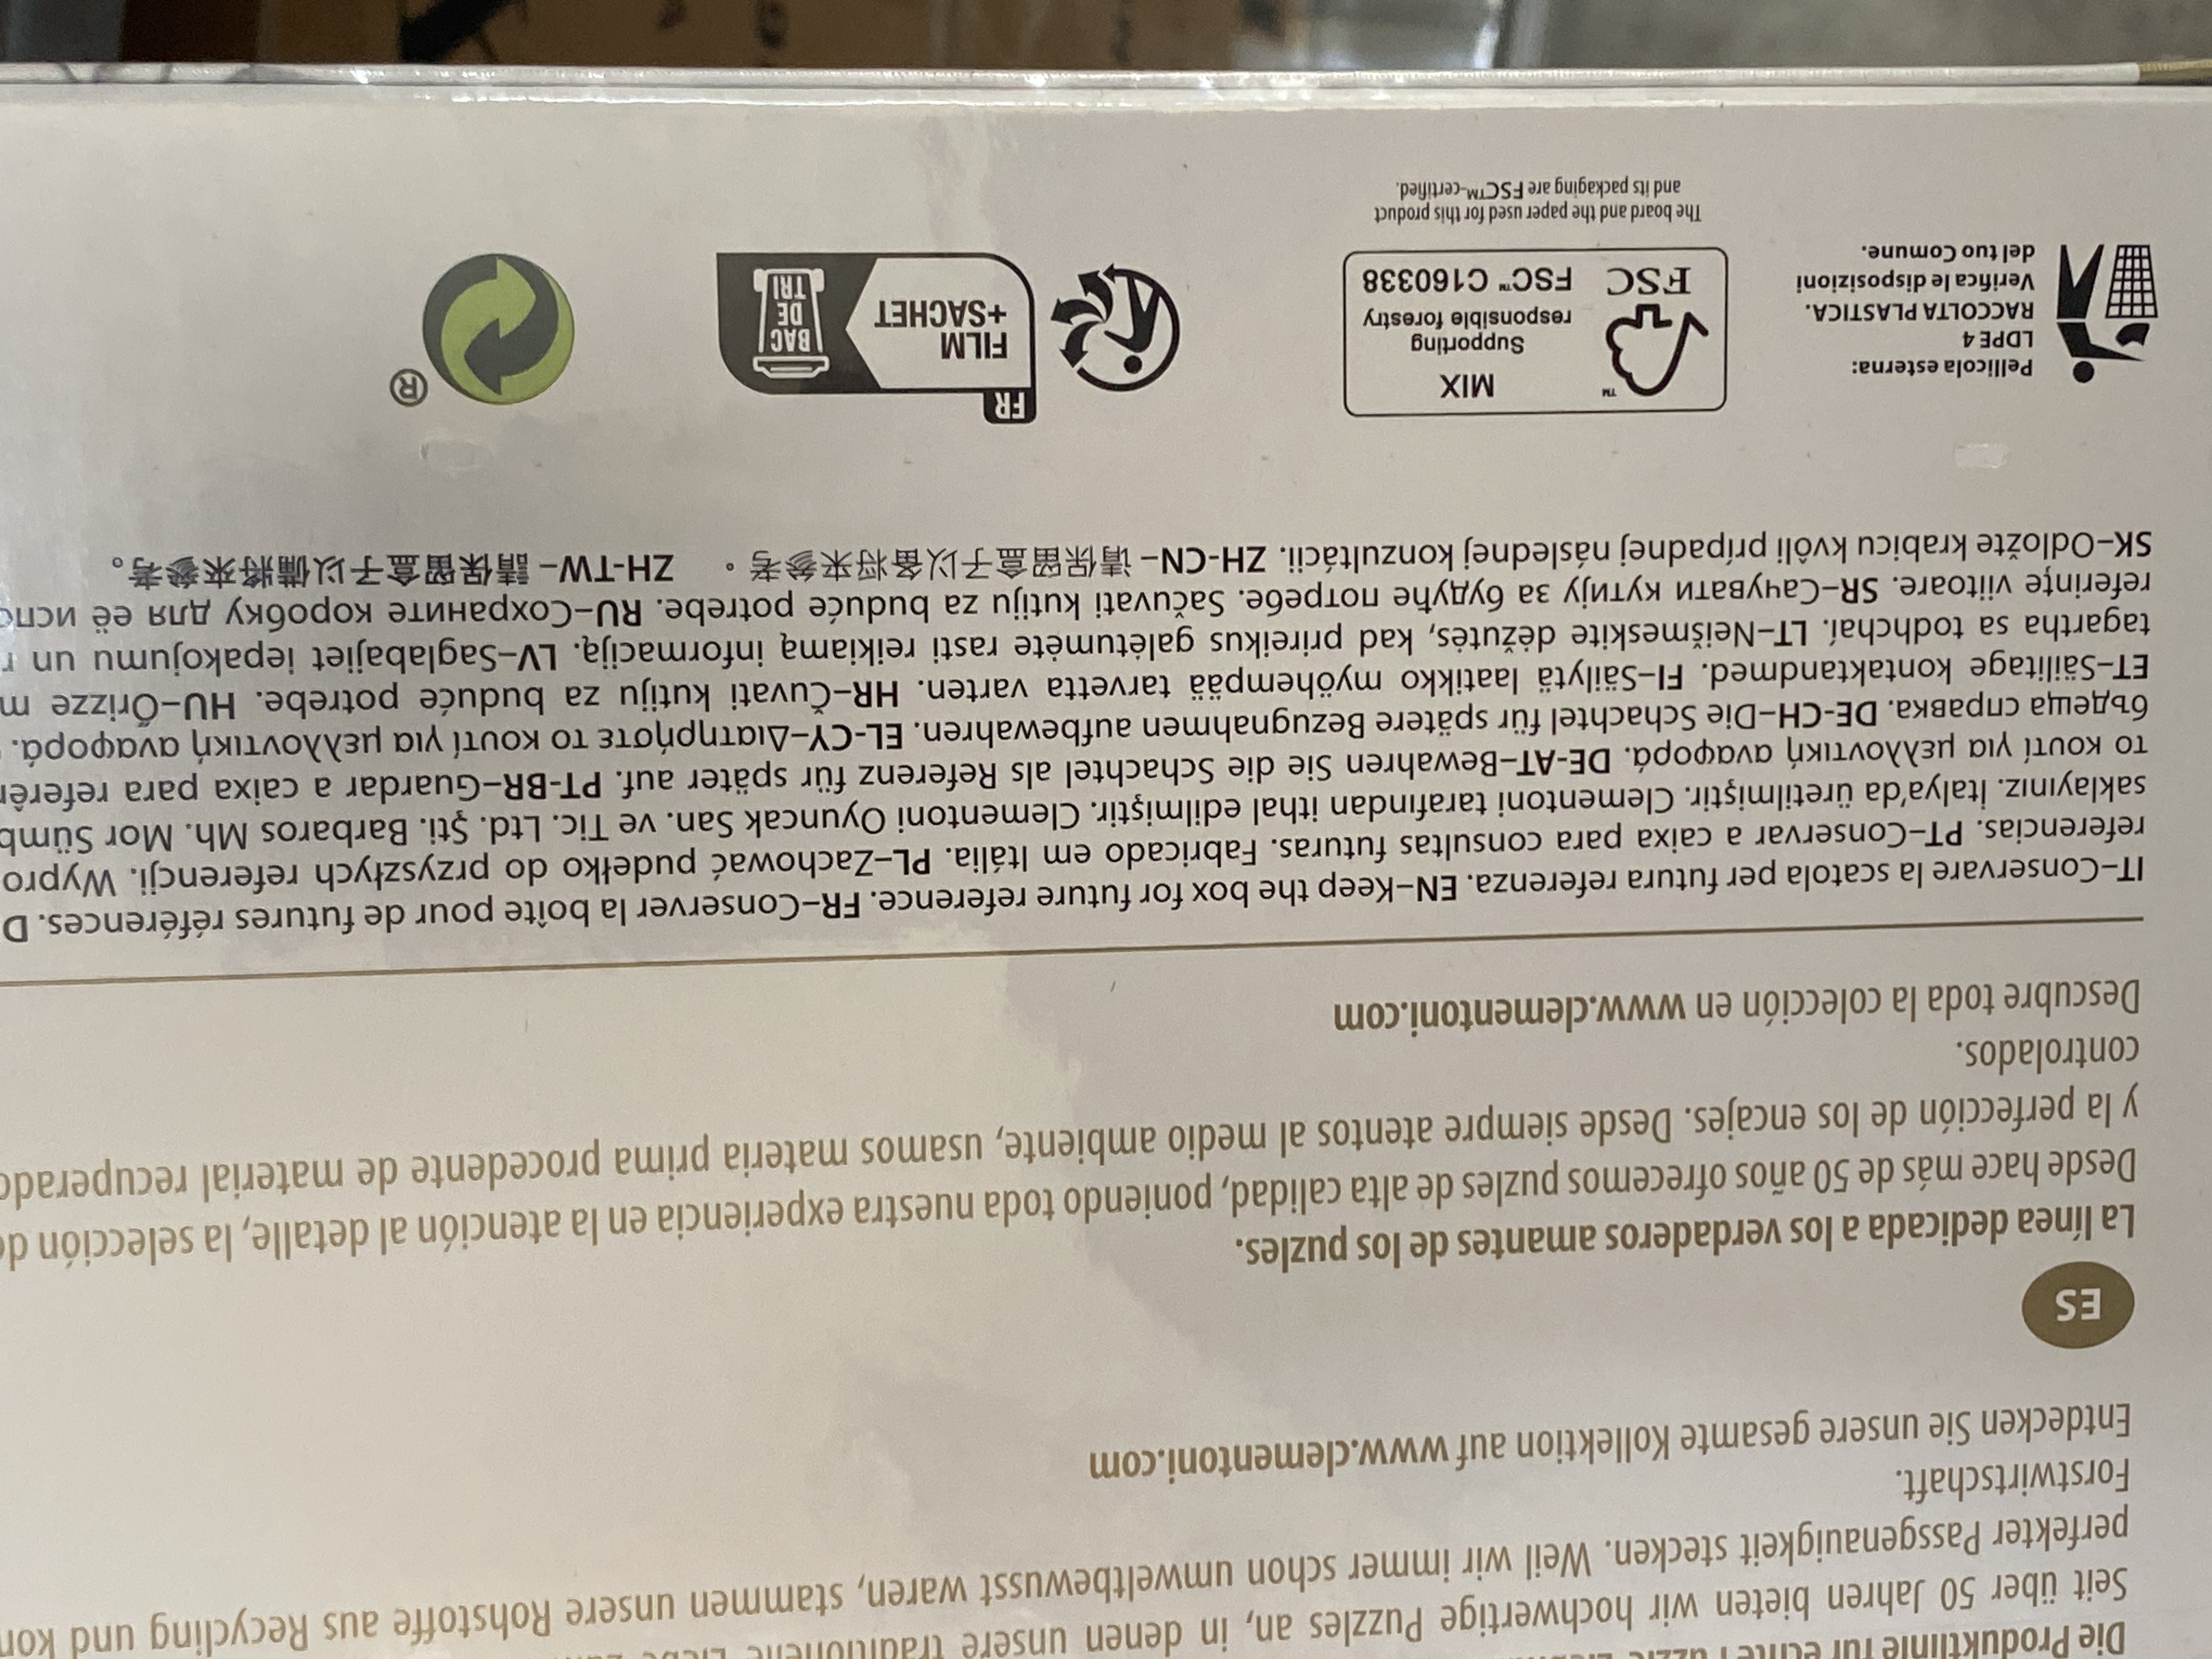 Die Produktlinie für echte
Seit über 50 Jahren bieten wir hochwertige Puzzles an, in denen unsere
perfekter Passgenauigkeit stecken. Weil wir immer schon umweltbewusst waren, stammen unsere Rohstoffe aus Recycling und
Forstwirtschaft.
Entdecken Sie unsere gesamte Kollektion auf www.clementoni.com
ES
La línea dedicada a los verdaderos amantes de los puzles.
Desde hace más de 50 años ofrecemos puzles de alta calidad, poniendo toda nuestra experiencia en la atención al detalle, la selección
y la perfección de los encajes. Desde siempre atentos al medio ambiente, usamos materia prima procedente de material
controlados.
Descubre toda la colección en www.clementoni.com
IT–Conservare la scatola per futura referenza. EN–Keep the box for future reference. FR–Conserver la boîte pour de futures références.
referencias. PT–Conservar a caixa para consultas futuras. Fabricado em Itália. PL–Zachować pudełko do przyszłych referencji.
saklayınız. İtalya'da üretilmiştir. Clementoni tarafından ithal edilmiştir. Clementoni Oyuncak San. ve Tic. Ltd. Şti. Barbaros Mh. Mor
το κουτί για μελλοντική αναφορά. DE-AT–Bewahren Sie die Schachtel als Referenz für später auf. PT-BR–Guardar a caixa para
бъдеща справка. DE-CH–Die Schachtel für spätere Bezugnahmen aufbewahren. EL-CY–Διατηρήστε το κουτί για μελλοντική αναφορά.
ET–Säilitage kontaktandmed. FI–Säilytä laatikko myöhempää tarvetta varten. HR–Čuvati kutiju za buduće potrebe. HU–Őrizze
tagartha sa todhchaí. LT–Neišmeskite dėžutės, kad prireikus galėtumėte rasti reikiamą informaciją. LV–Saglabājiet iepakojumu un
referințe viitoare. SR–Сачувати кутију за будуће потребе. Sačuvati kutiju za buduće potrebe. RU–Сохраните коробку для её
SK–Odložte krabicu kvôli prípadnej následnej konzultácii. ZH-CN–请保留盒子以备将来参考。 ZH-TW–請保留盒子以備將來參考。
Pellicola esterna:
LDPE 4
RACCOLTA PLASTICA.
Verifica le disposizioni
del tuo Comune.
™
FSC
MIX
Supporting
responsible forestry
FSC™ C160338
The board and the paper used for this product
and its packaging are FSC™-certified.
FR
FILM
+SACHET
BAC
DE
TRI
®